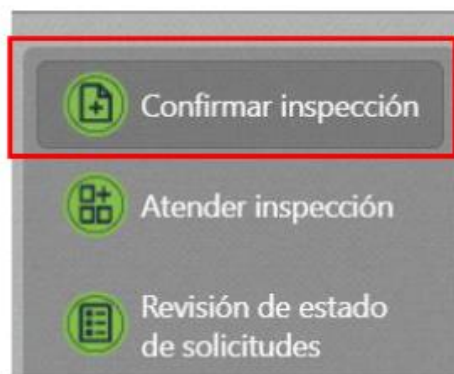 Confirmar inspección
Atender inspección
Revisión de estado
de solicitudes